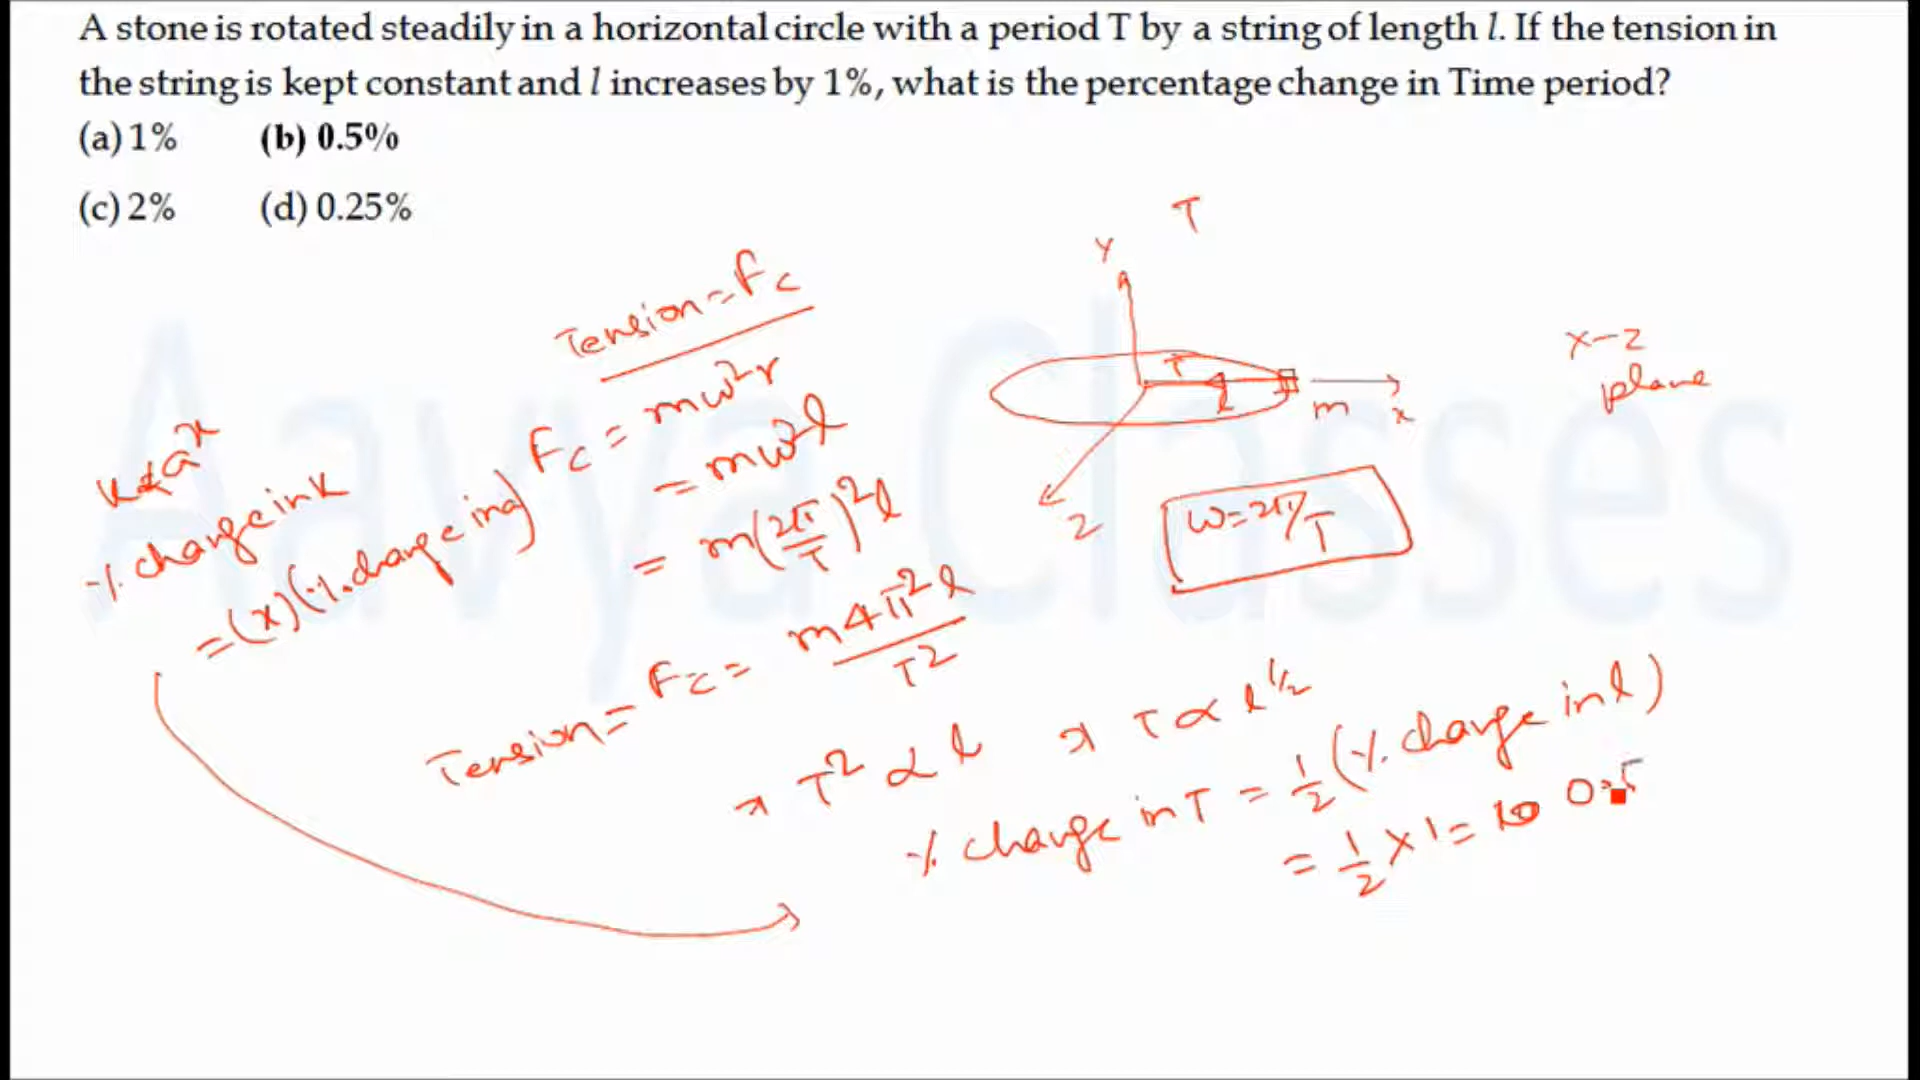 A stone is rotated steadily in a horizontal circle with a period T by a string of length l. If the tension in
the string is kept constant and l increases by 1%, what is the percentage change in Time period?
(a) 1% (b) 0.5%
(c) 2% (d) 0.25%
T
Y
Tension = Fc
x-z
plane
T
l
m
x
z
Fc = mω²r
= mω²l
= m(2π/T)²l
ω = 2π/T
K ∝ a^x
% change in K
= (x)(% change in a)
Tension = Fc = m4π²l/T²
T² ∝ l
T ∝ l^1/2
% change in T = 1/2 (% change in l)
= 1/2 × 1 = 0.5
Aavya Classes